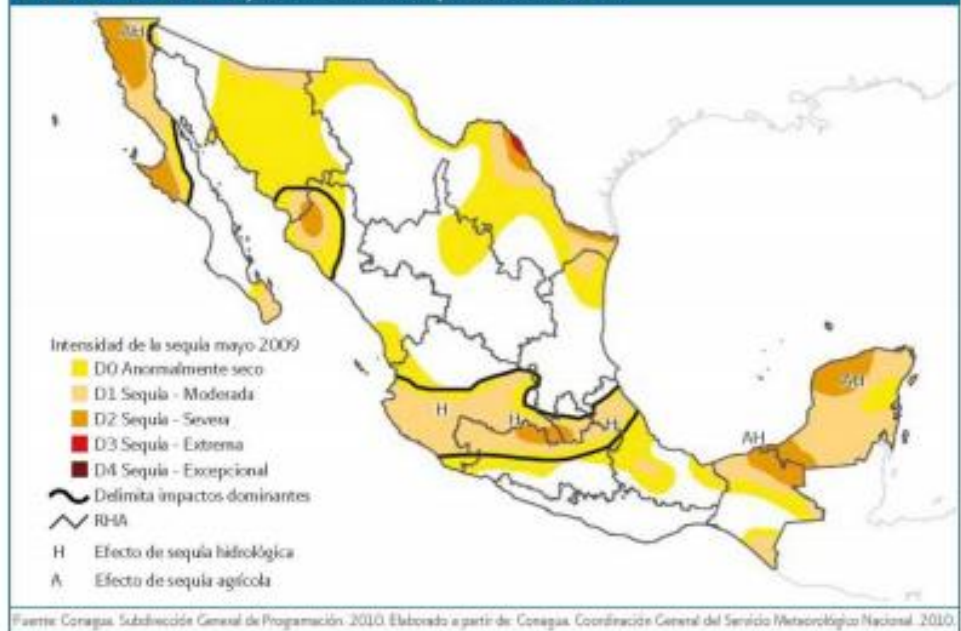 AH
H
H
H
AH
AH
Intensidad de la sequía mayo 2009
D0 Anormalmente seco
D1 Sequía - Moderada
D2 Sequía - Severa
D3 Sequía - Extrema
D4 Sequía - Excepcional
Delimita impactos dominantes
RHA
H Efecto de sequía hidrológica
A Efecto de sequía agrícola
Fuente: Conagua. Subdirección General de Programación. 2010. Elaborado a partir de: Conagua. Coordinación General del Servicio Meteorológico Nacional. 2010.